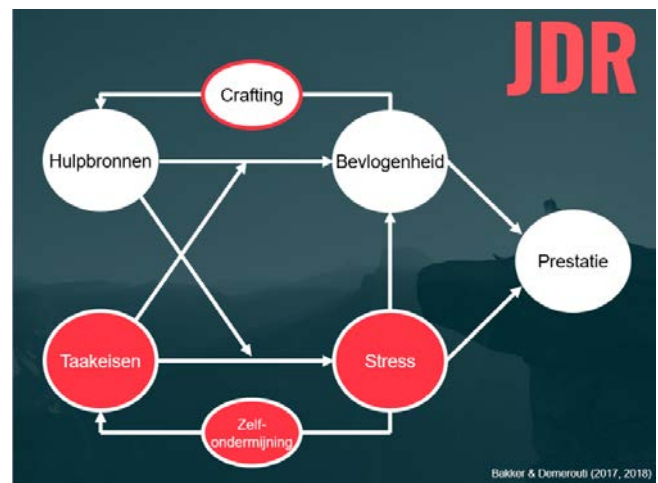 JDR
Crafting
Hulpbronnen
Bevlogenheid
Prestatie
Taakeisen
Stress
Zelf-
ondermijning
Bakker & Demerouti (2017, 2018)